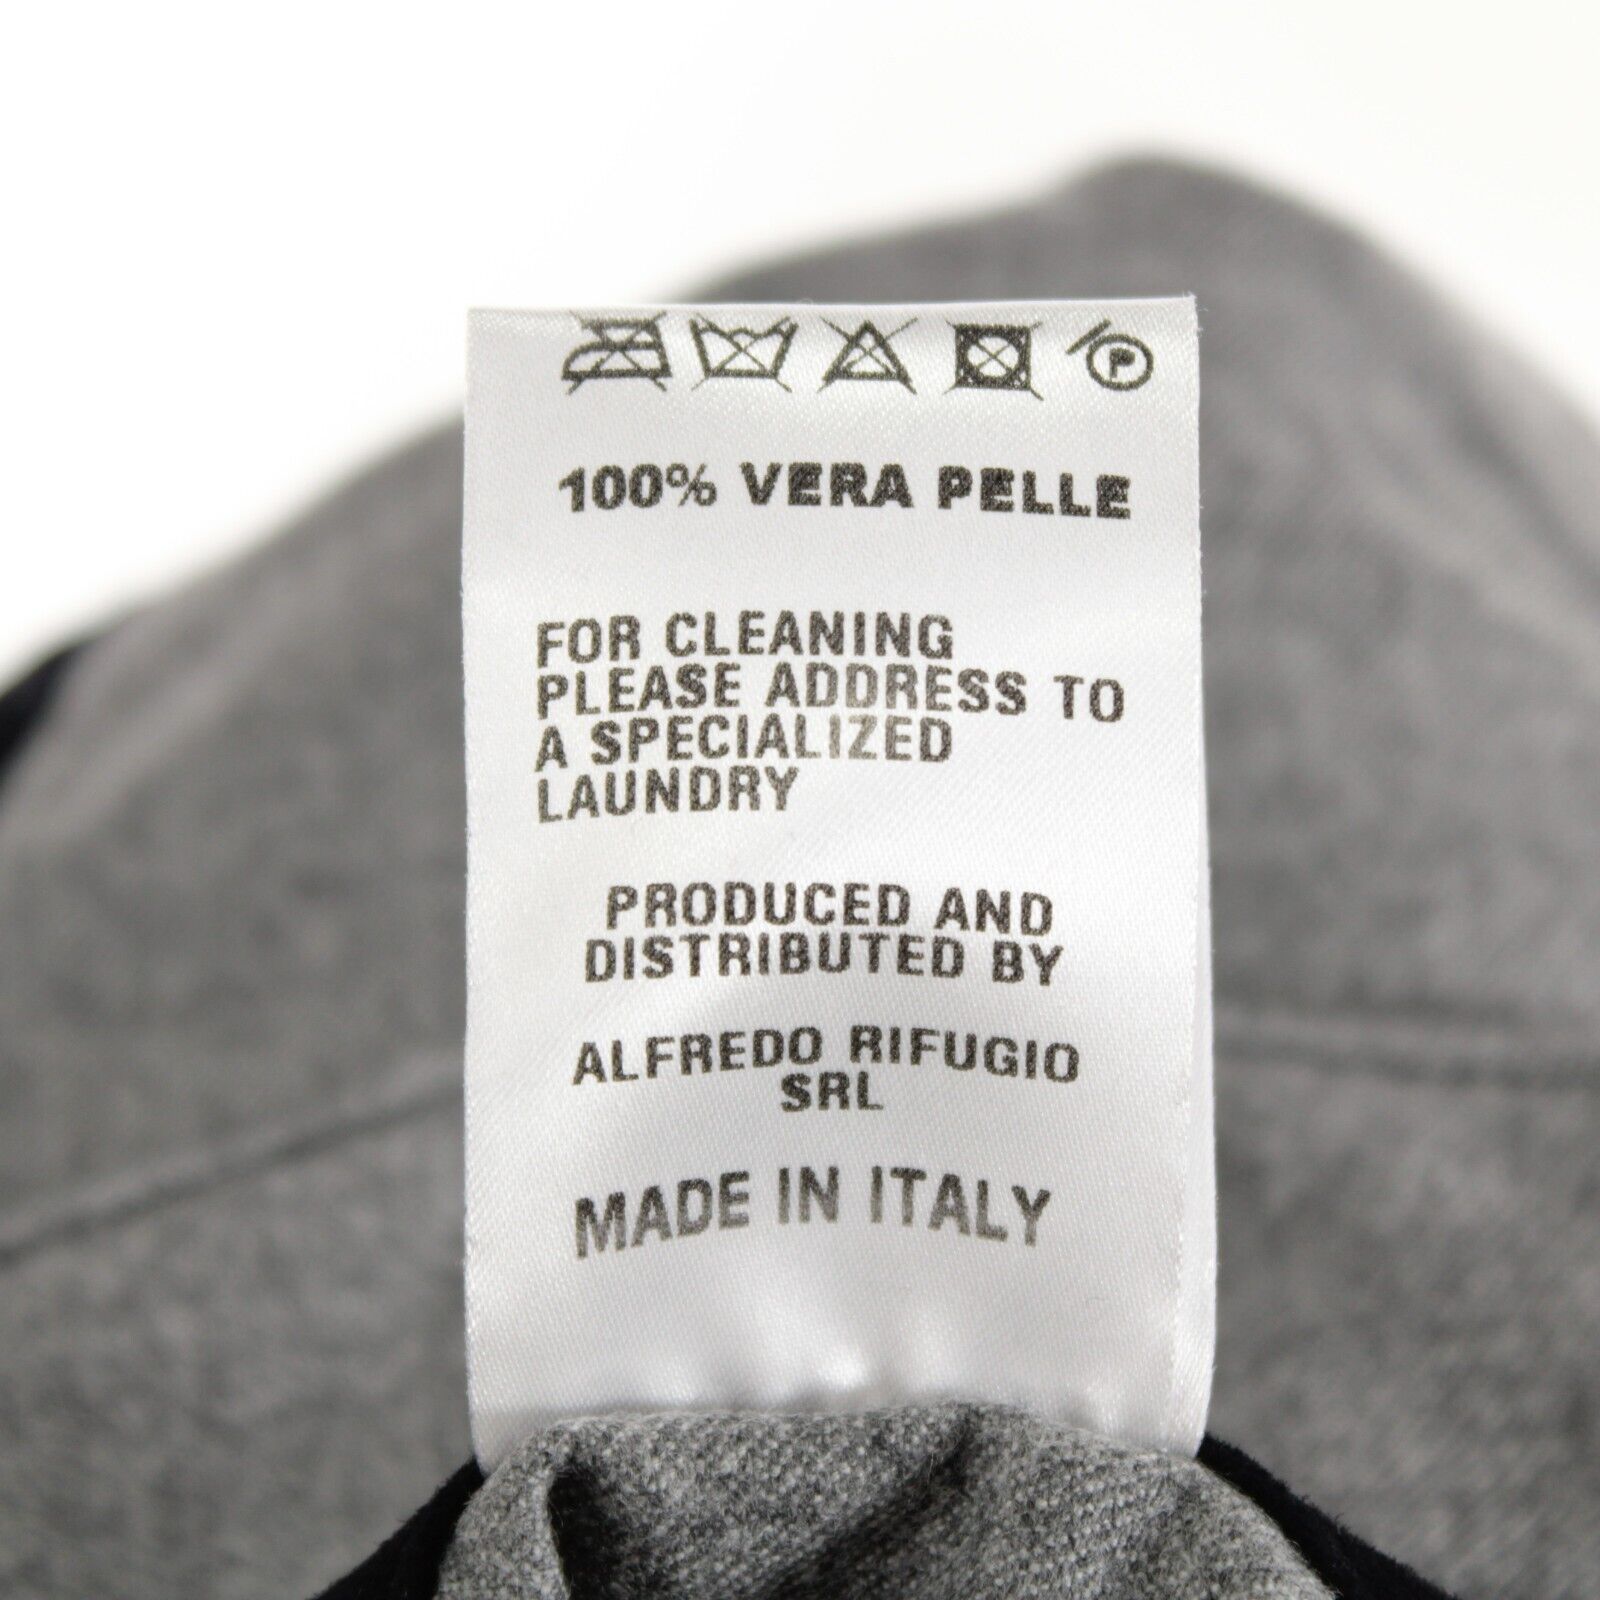 P
100% VERA PELLE
FOR CLEANING
PLEASE ADDRESS TO
A SPECIALIZED
LAUNDRY
PRODUCED AND
DISTRIBUTED BY
ALFREDO RIFUGIO
SRL
MADE IN ITALY